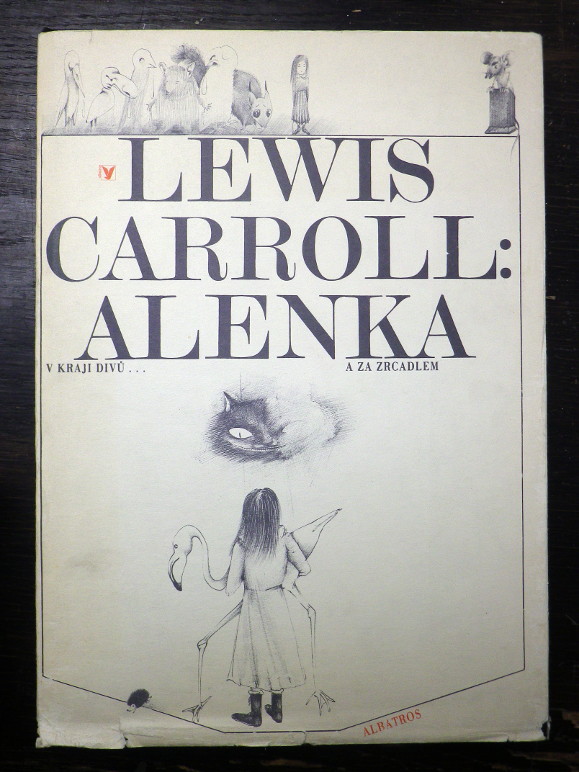 LEWIS
CARROLL:
ALENKA
V KRAJI DIVŮ... A ZA ZRCADLEM
ALBATROS